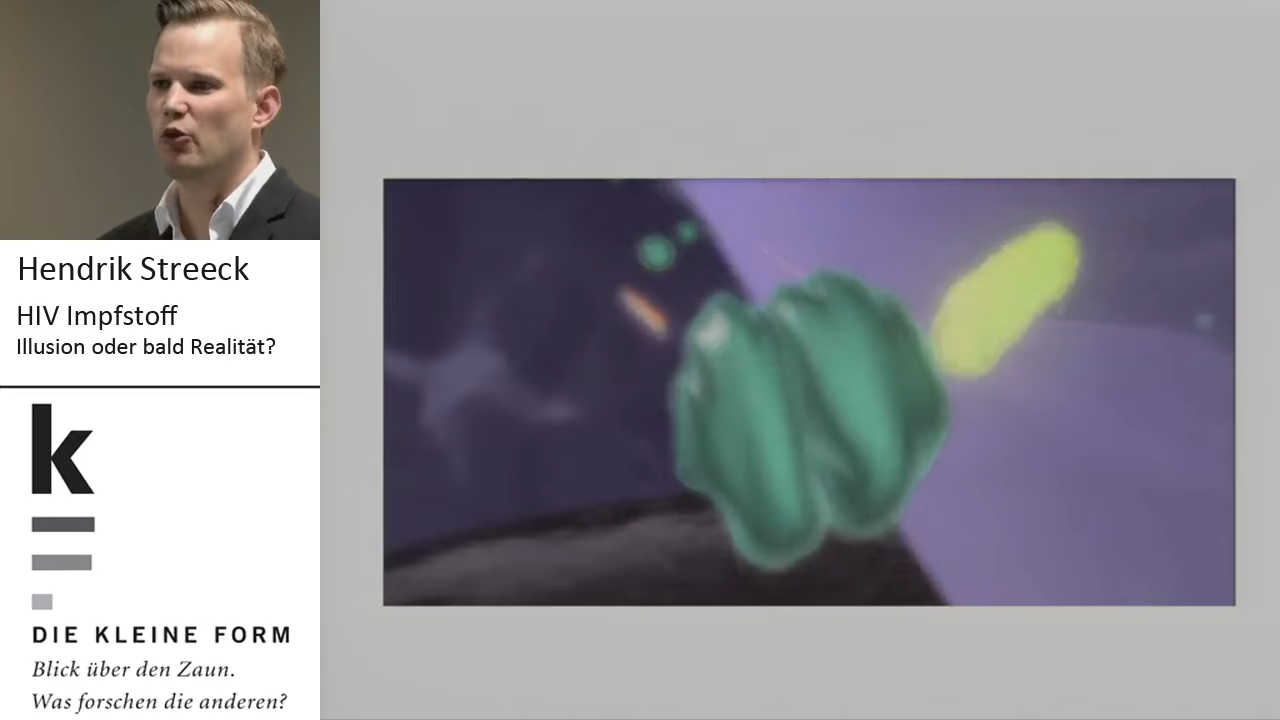 Hendrik Streeck
HIV Impfstoff
Illusion oder bald Realität?
k
DIE KLEINE FORM
Blick über den Zaun.
Was forschen die anderen?